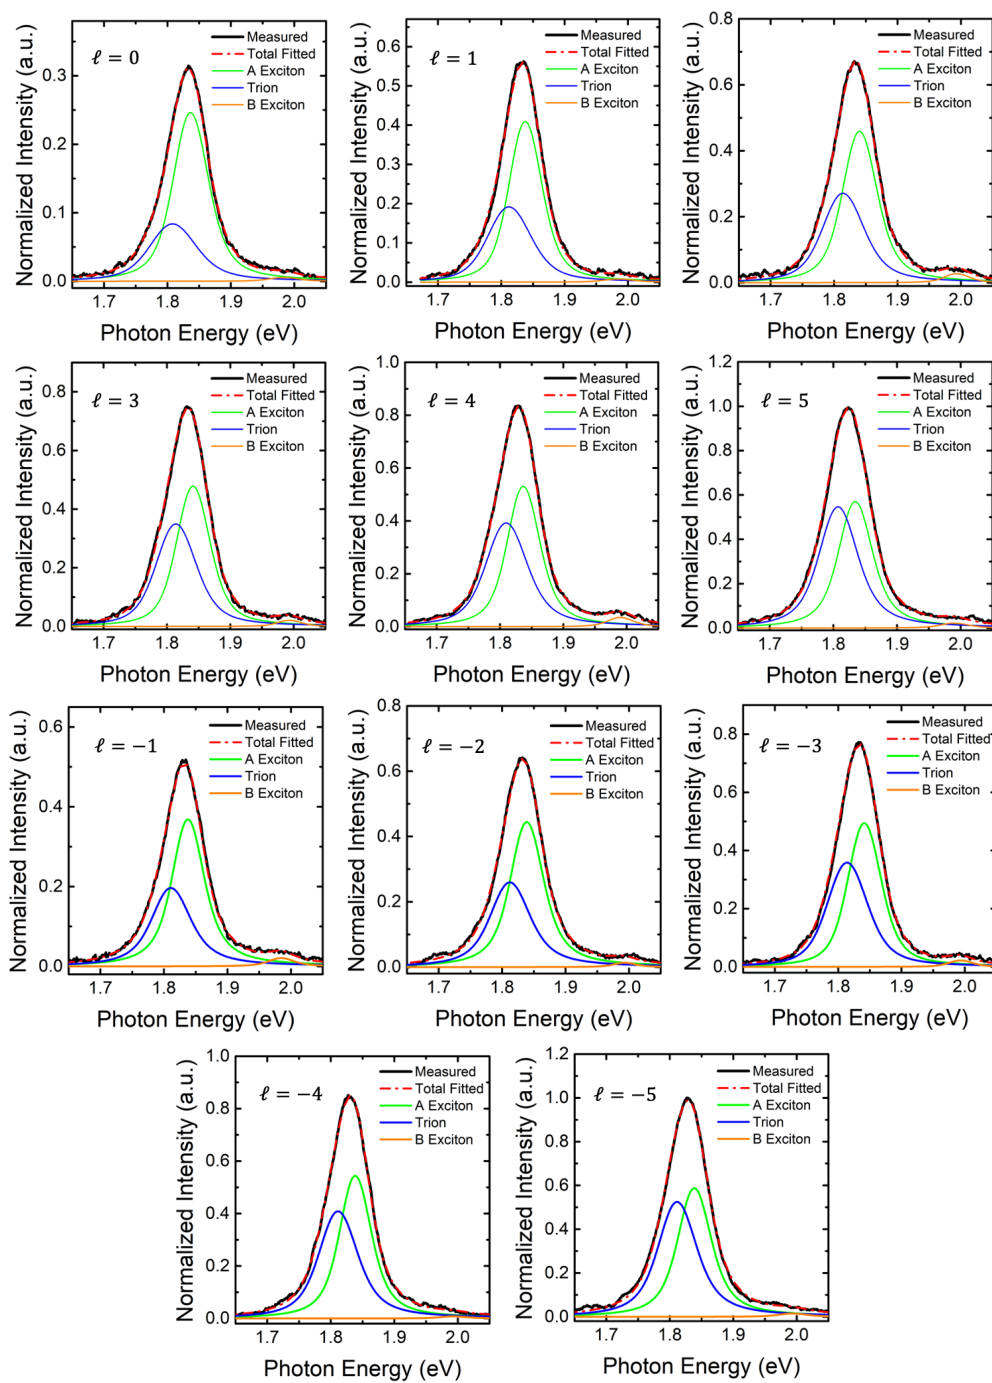 Normalized Intensity (a.u.)
0.3
0.2
0.1
0.0
ℓ = 0
Measured
Total Fitted
A Exciton
Trion
B Exciton
1.7 1.8 1.9 2.0
Photon Energy (eV)
Normalized Intensity (a.u.)
0.6
0.5
0.4
0.3
0.2
0.1
0.0
ℓ = 1
Measured
Total Fitted
A Exciton
Trion
B Exciton
1.7 1.8 1.9 2.0
Photon Energy (eV)
Normalized Intensity (a.u.)
0.8
0.6
0.4
0.2
0.0
Measured
Total Fitted
A Exciton
Trion
B Exciton
1.7 1.8 1.9 2.0
Photon Energy (eV)
Normalized Intensity (a.u.)
0.8
0.6
0.4
0.2
0.0
ℓ = 3
Measured
Total Fitted
A Exciton
Trion
B Exciton
1.7 1.8 1.9 2.0
Photon Energy (eV)
Normalized Intensity (a.u.)
1.0
0.8
0.6
0.4
0.2
0.0
ℓ = 4
Measured
Total Fitted
A Exciton
Trion
B Exciton
1.7 1.8 1.9 2.0
Photon Energy (eV)
Normalized Intensity (a.u.)
1.2
1.0
0.8
0.6
0.4
0.2
0.0
ℓ = 5
Measured
Total Fitted
A Exciton
Trion
B Exciton
1.7 1.8 1.9 2.0
Photon Energy (eV)
Normalized Intensity (a.u.)
0.6
0.4
0.2
0.0
ℓ = −1
Measured
Total Fitted
A Exciton
Trion
B Exciton
1.7 1.8 1.9 2.0
Photon Energy (eV)
Normalized Intensity (a.u.)
0.8
0.6
0.4
0.2
0.0
ℓ = −2
Measured
Total Fitted
A Exciton
Trion
B Exciton
1.7 1.8 1.9 2.0
Photon Energy (eV)
Normalized Intensity (a.u.)
0.8
0.6
0.4
0.2
0.0
ℓ = −3
Measured
Total Fitted
A Exciton
Trion
B Exciton
1.7 1.8 1.9 2.0
Photon Energy (eV)
Normalized Intensity (a.u.)
1.0
0.8
0.6
0.4
0.2
0.0
ℓ = −4
Measured
Total Fitted
A Exciton
Trion
B Exciton
1.7 1.8 1.9 2.0
Photon Energy (eV)
Normalized Intensity (a.u.)
1.2
1.0
0.8
0.6
0.4
0.2
0.0
ℓ = −5
Measured
Total Fitted
A Exciton
Trion
B Exciton
1.7 1.8 1.9 2.0
Photon Energy (eV)